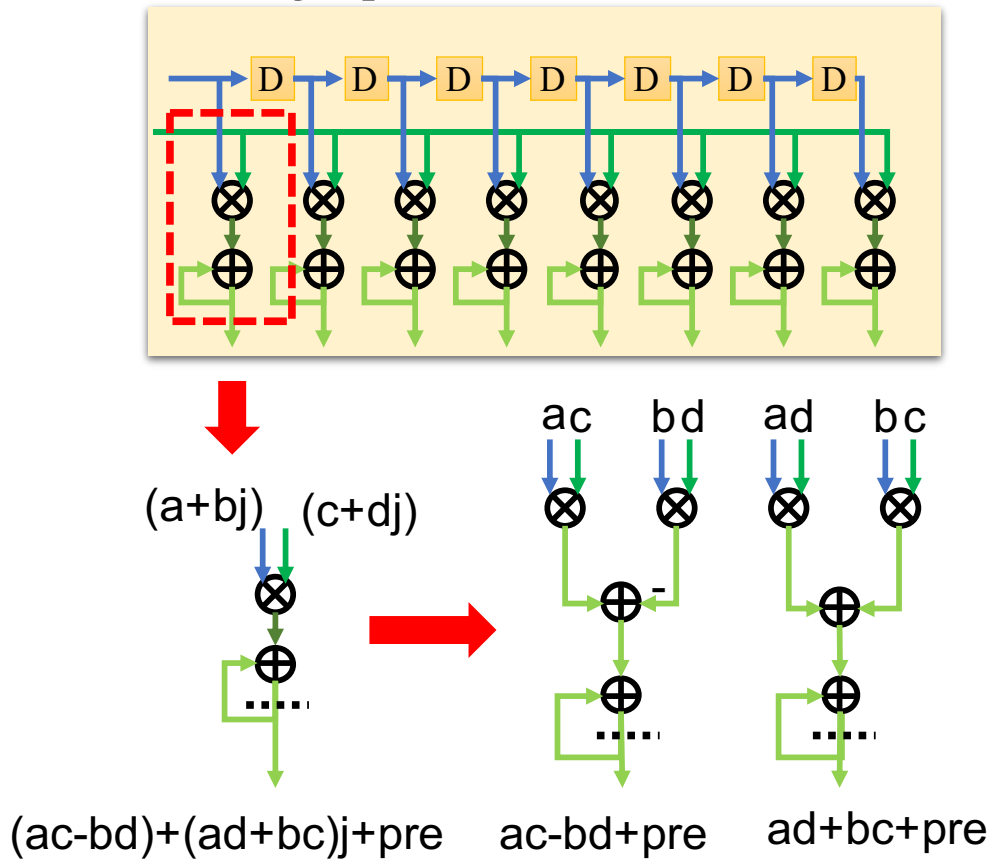 D D D D D D D
ac bd ad bc
(a+bj) (c+dj)
-
(ac-bd)+(ad+bc)j+pre ac-bd+pre ad+bc+pre